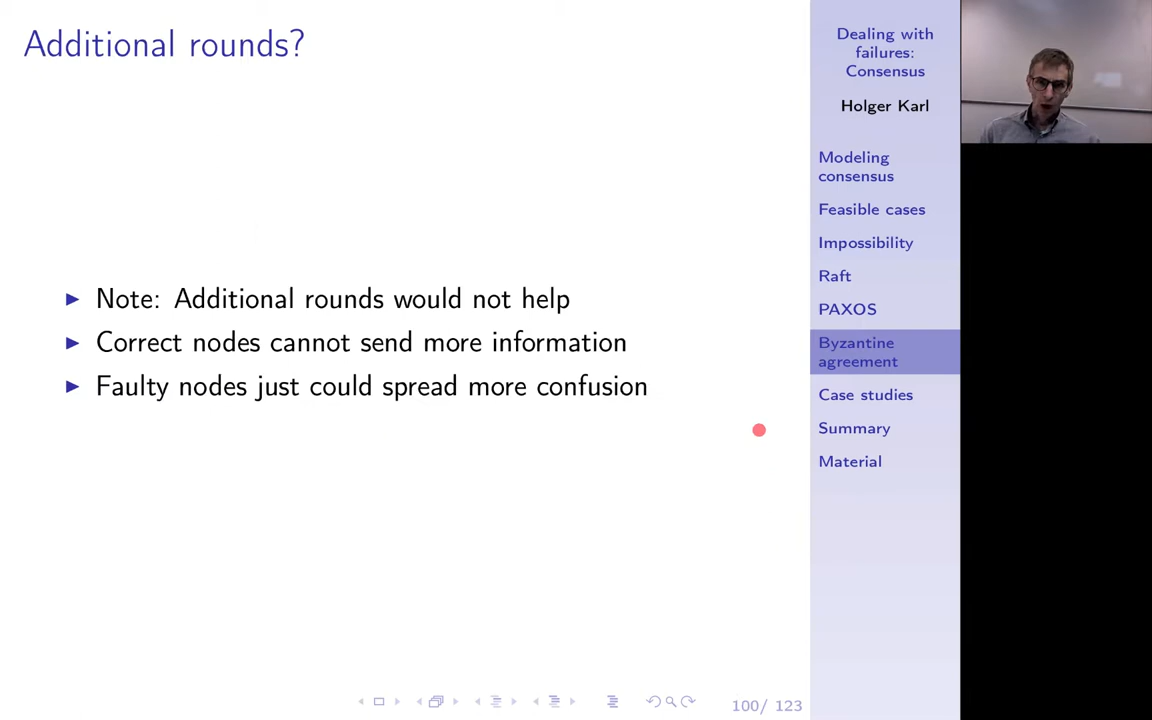 Additional rounds?
Note: Additional rounds would not help
Correct nodes cannot send more information
Faulty nodes just could spread more confusion
Dealing with
failures:
Consensus
Holger Karl
Modeling
consensus
Feasible cases
Impossibility
Raft
PAXOS
Byzantine
agreement
Case studies
Summary
Material
100/ 123